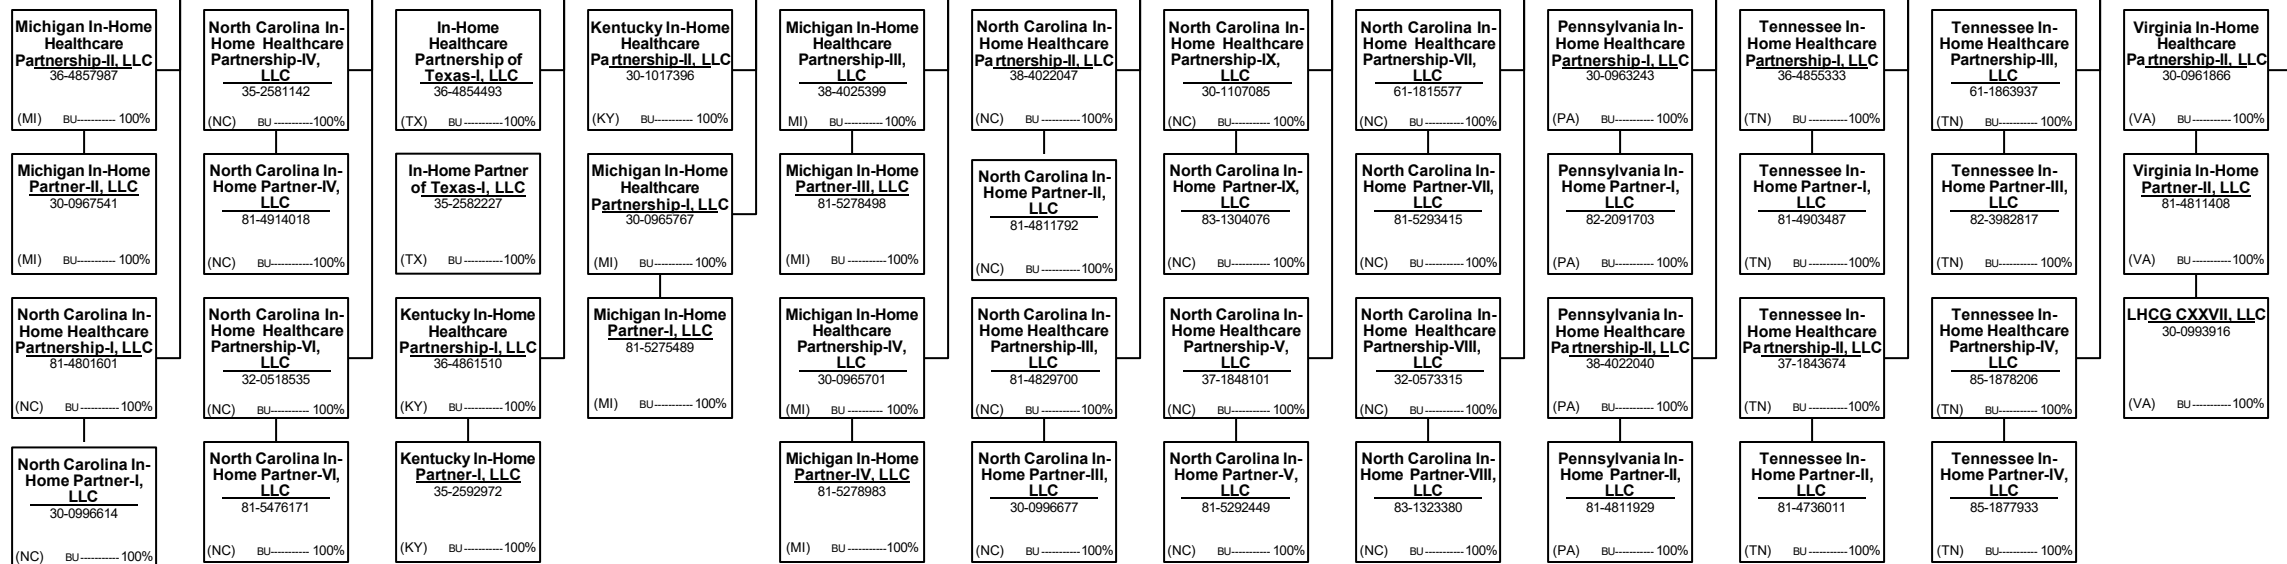 Michigan In-Home
Healthcare
Partnership-II, LLC
36-4857987
(MI) BU----------- 100%
Michigan In-Home
Partner-II, LLC
30-0967541
(MI) BU----------- 100%
North Carolina In-
Home Healthcare
Partnership-I, LLC
81-4801601
(NC) BU----------- 100%
North Carolina In-
Home Partner-I,
LLC
30-0996614
(NC) BU----------- 100%
North Carolina In-
Home Healthcare
Partnership-IV,
LLC
35-2581142
(NC) BU -----------100%
North Carolina In-
Home Partner-IV,
LLC
81-4914018
(NC) BU-----------100%
North Carolina In-
Home Healthcare
Partnership-VI,
LLC
32-0518535
(NC) BU----------- 100%
North Carolina In-
Home Partner-VI,
LLC
81-5476171
(NC) BU----------- 100%
In-Home
Healthcare
Partnership of
Texas-I, LLC
36-4854493
(TX) BU -----------100%
In-Home Partner
of Texas-I, LLC
35-2582227
(TX) BU-----------100%
Kentucky In-Home
Healthcare
Partnership-I, LLC
36-4861510
(KY) BU----------- 100%
Kentucky In-Home
Partner-I, LLC
35-2592972
(KY) BU -----------100%
Kentucky In-Home
Healthcare
Partnership-II, LLC
30-1017396
(KY) BU----------- 100%
Michigan In-Home
Healthcare
Partnership-I, LLC
30-0965767
(MI) BU----------- 100%
Michigan In-Home
Partner-I, LLC
81-5275489
(MI) BU----------- 100%
Michigan In-Home
Healthcare
Partnership-III,
LLC
38-4025399
MI) BU -----------100%
Michigan In-Home
Partner-III, LLC
81-5278498
(MI) BU----------- 100%
Michigan In-Home
Healthcare
Partnership-IV,
LLC
30-0965701
(MI) BU ----------- 100%
Michigan In-Home
Partner-IV, LLC
81-5278983
(MI) BU -----------100%
North Carolina In-
Home Healthcare
Partnership-II, LLC
38-4022047
(NC) BU -----------100%
North Carolina In-
Home Partner-II,
LLC
81-4811792
(NC) BU-----------100%
North Carolina In-
Home Healthcare
Partnership-III,
LLC
81-4829700
(NC) BU----------- 100%
North Carolina In-
Home Partner-III,
LLC
30-0996677
(NC) BU----------- 100%
North Carolina In-
Home Healthcare
Partnership-IX,
LLC
30-1107085
(NC) BU----------- 100%
North Carolina In-
Home Partner-IX,
LLC
83-1304076
(NC) BU-----------100%
North Carolina In-
Home Healthcare
Partnership-V,
LLC
37-1848101
(NC) BU----------- 100%
North Carolina In-
Home Partner-V,
LLC
81-5292449
(NC) BU----------- 100%
North Carolina In-
Home Healthcare
Partnership-VII,
LLC
61-1815577
(NC) BU -----------100%
North Carolina In-
Home Partner-VII,
LLC
81-5293415
(NC) BU-----------100%
North Carolina In-
Home Healthcare
Partnership-VIII,
LLC
32-0573315
(NC) BU----------- 100%
North Carolina In-
Home Partner-VIII,
LLC
83-1323380
(NC) BU----------- 100%
Pennsylvania In-
Home Healthcare
Partnership-I, LLC
30-0963243
(PA) BU----------- 100%
Pennsylvania In-
Home Partner-I,
LLC
82-2091703
(PA) BU----------- 100%
Pennsylvania In-
Home Healthcare
Partnership-II, LLC
38-4022040
(PA) BU----------- 100%
Pennsylvania In-
Home Partner-II,
LLC
81-4811929
(PA) BU----------- 100%
Tennessee In-
Home Healthcare
Partnership-I, LLC
36-4855333
(TN) BU -----------100%
Tennessee In-
Home Partner-I,
LLC
81-4903487
(TN) BU-----------100%
Tennessee In-
Home Healthcare
Partnership-II, LLC
37-1843674
(TN) BU -----------100%
Tennessee In-
Home Partner-II,
LLC
81-4736011
(TN) BU----------- 100%
Tennessee In-
Home Healthcare
Partnership-III,
LLC
61-1863937
(TN) BU----------- 100%
Tennessee In-
Home Partner-III,
LLC
82-3982817
(TN) BU----------- 100%
Tennessee In-
Home Healthcare
Partnership-IV,
LLC
85-1878206
(TN) BU----------- 100%
Tennessee In-
Home Partner-IV,
LLC
85-1877933
(TN) BU----------- 100%
Virginia In-Home
Healthcare
Partnership-II, LLC
30-0961866
(VA) BU----------- 100%
Virginia In-Home
Partner-II, LLC
81-4811408
(VA) BU -----------100%
LHCG CXXVII, LLC
30-0993916
(VA) BU -----------100%